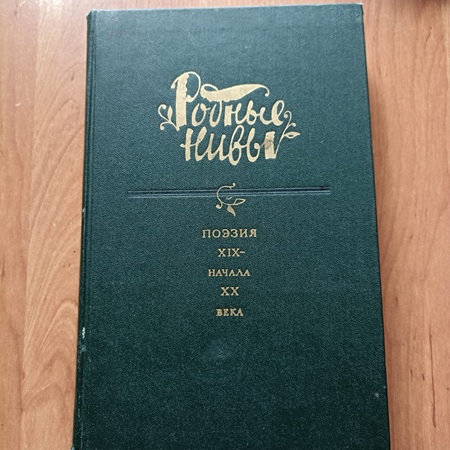 Родные
нивы
ПОЭЗИЯ
XIX–
НАЧАЛА
XX
ВЕКА